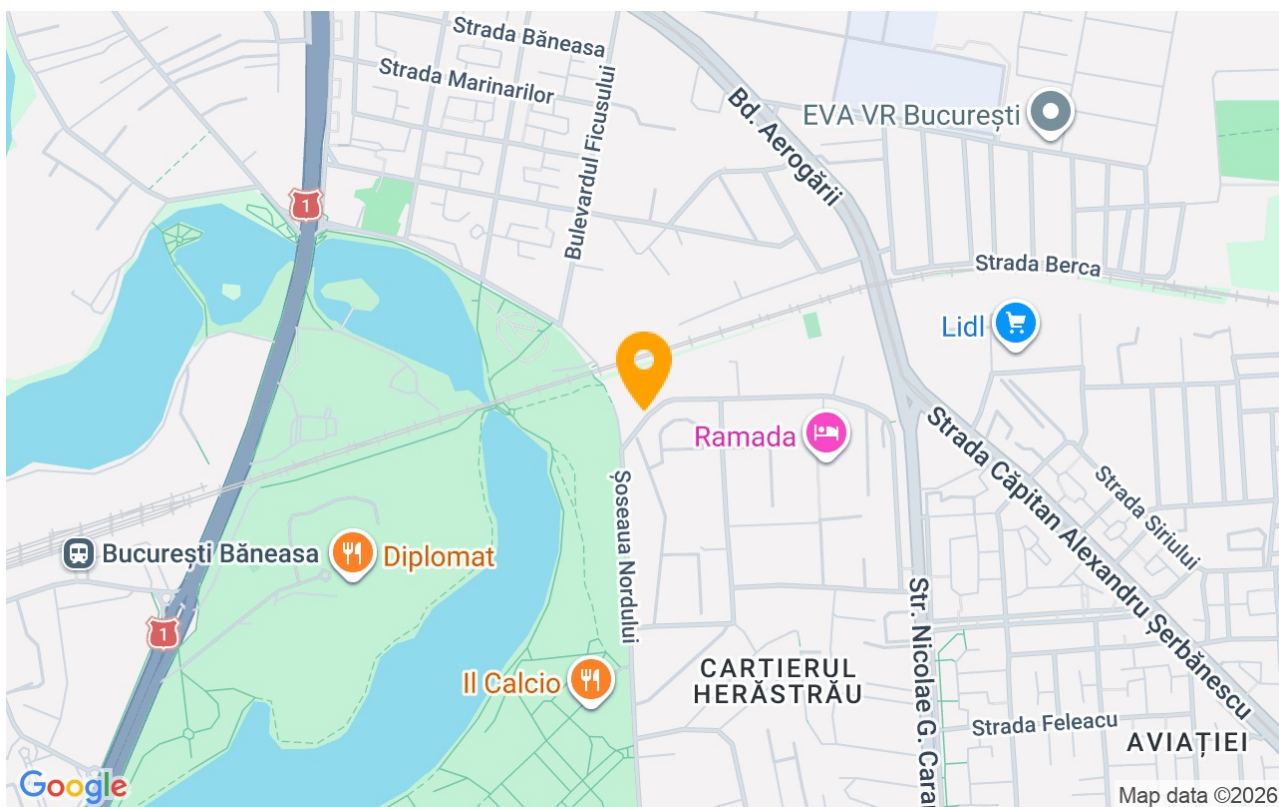 Strada Băneasa
Strada Marinarilor
Bulevardul Ficusului
Bd. Aerogării
EVA VR București
1
Strada Berca
Lidl
Ramada
Strada Căpitan Alexandru Șerbănescu
Strada Siriului
București Băneasa
Diplomat
Șoseaua Nordului
1
Str. Nicolae G. Caram
Il Calcio
CARTIERUL
HERĂSTRĂU
Strada Feleacu
AVIAȚIEI
Google
Map data ©2026